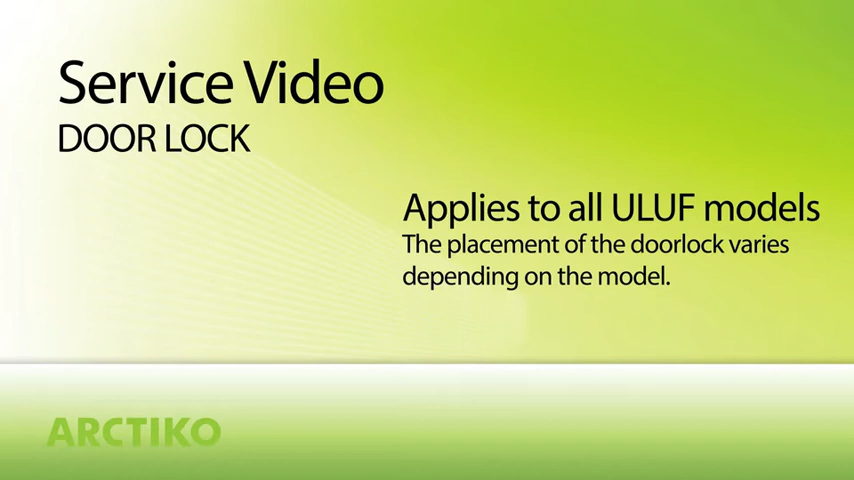 Service Video
DOOR LOCK
Applies to all ULUF models
The placement of the doorlock varies
depending on the model.
ARCTIKO